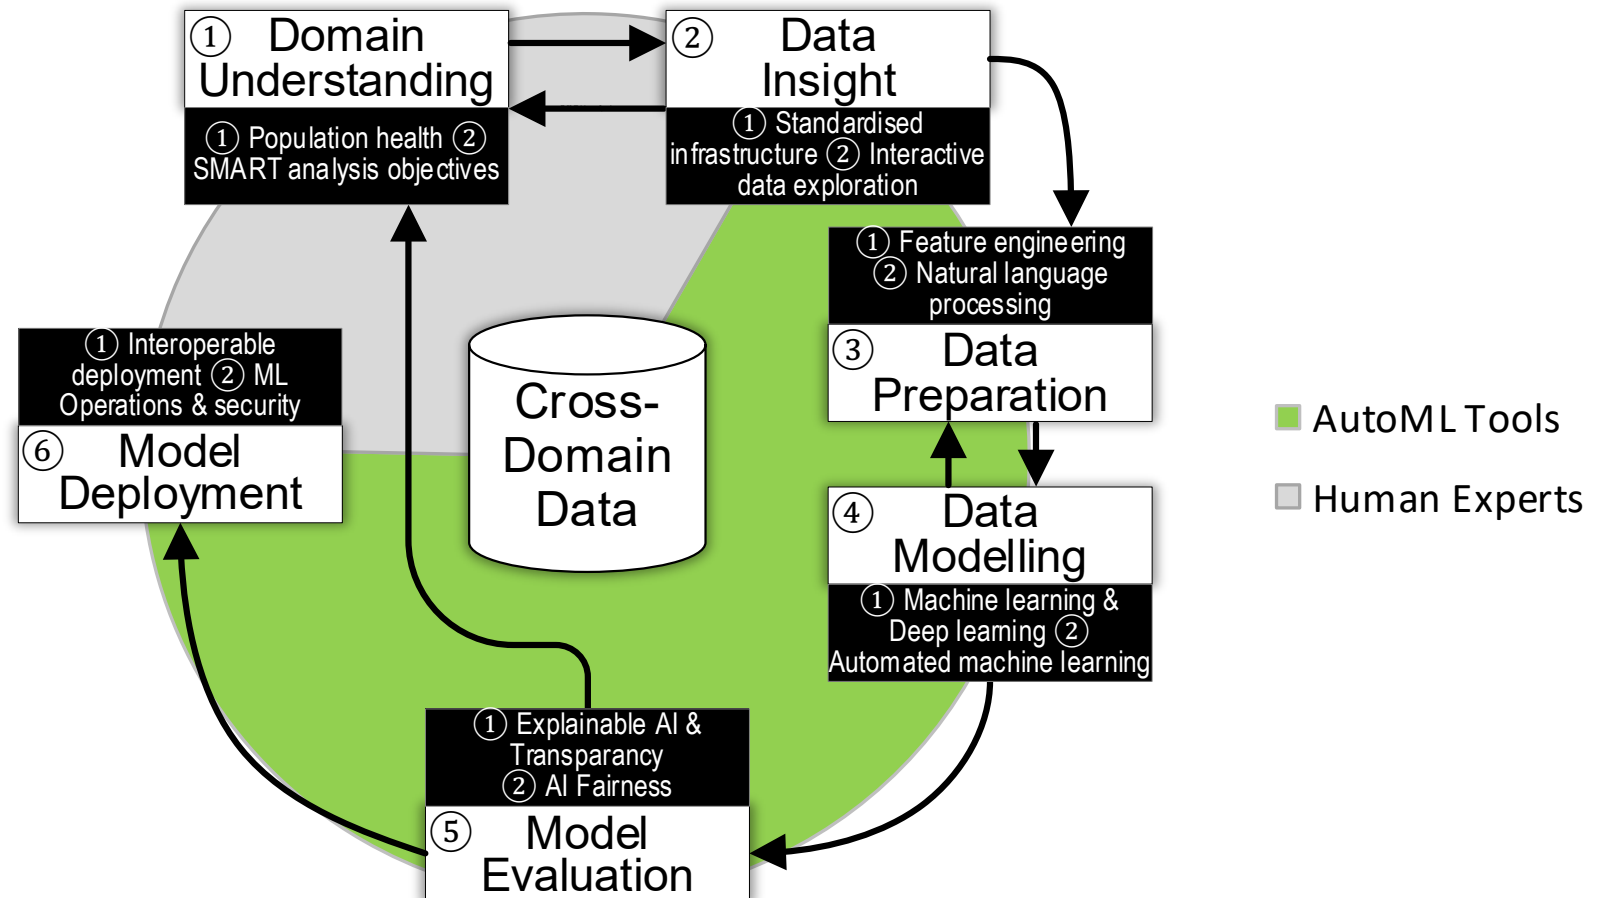 ① Domain
Understanding
① Population health ②
SMART analysis objectives
② Data
Insight
① Standardised
infrastructure ② Interactive
data exploration
① Feature engineering
② Natural language
processing
③ Data
Preparation
④ Data
Modelling
① Machine learning &
Deep learning ②
Automated machine learning
① Explainable AI &
Transparancy
② AI Fairness
⑤ Model
Evaluation
① Interoperable
deployment ② ML
Operations & security
⑥ Model
Deployment
Cross-
Domain
Data
AutoML Tools
Human Experts